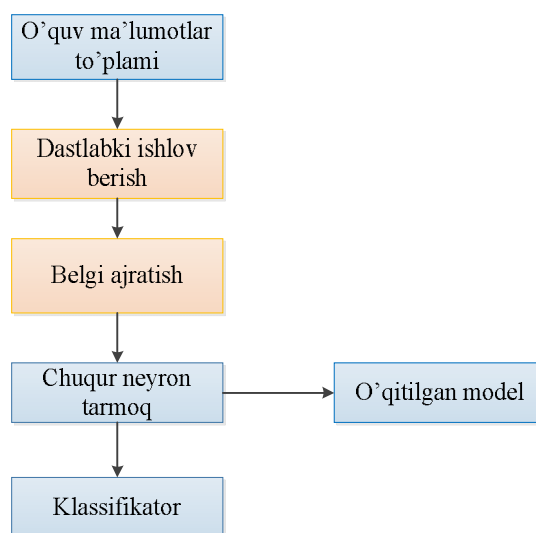 O’quv ma’lumotlar
to’plami
Dastlabki ishlov
berish
Belgi ajratish
Chuqur neyron
tarmoq
O’qitilgan model
Klassifikator